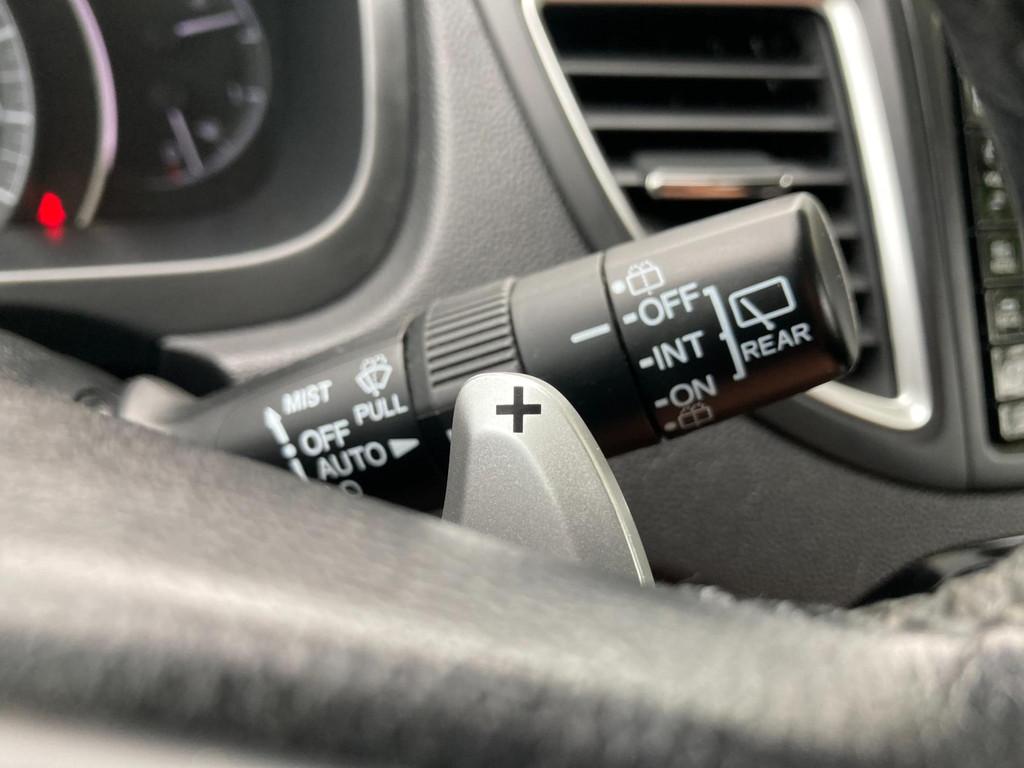 MIST
PULL
OFF
AUTO
+
OFF
INT
ON
REAR